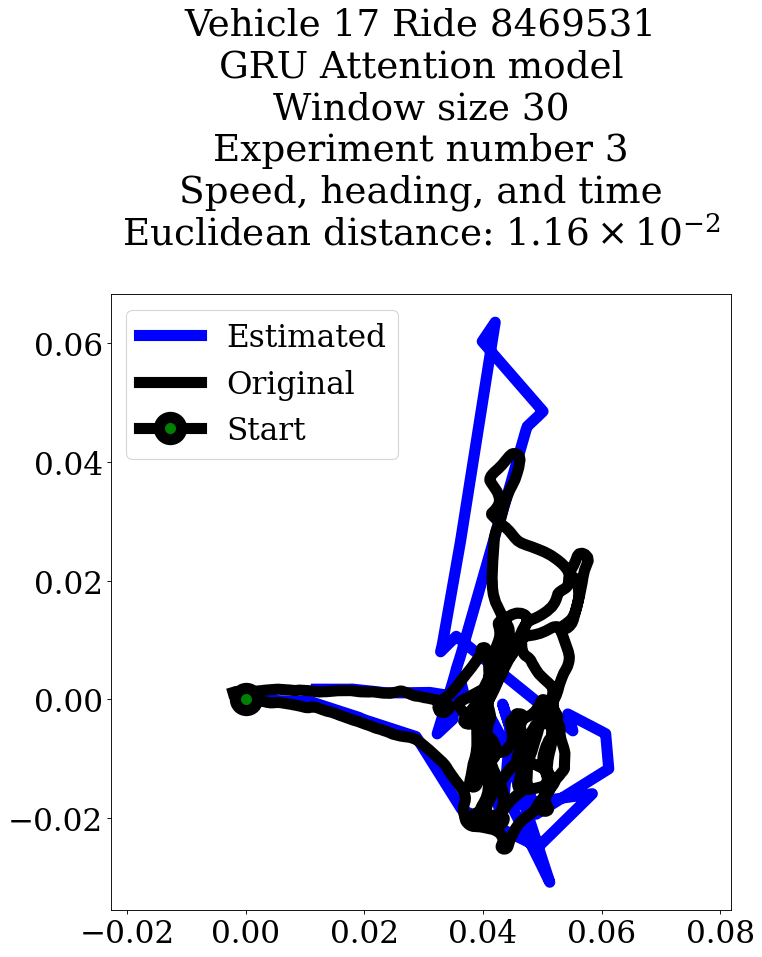 Vehicle 17 Ride 8469531
GRU Attention model
Window size 30
Experiment number 3
Speed, heading, and time
Euclidean distance: 1.16 × 10⁻²
Estimated
Original
Start
0.06
0.04
0.02
0.00
−0.02
−0.02 0.00 0.02 0.04 0.06 0.08